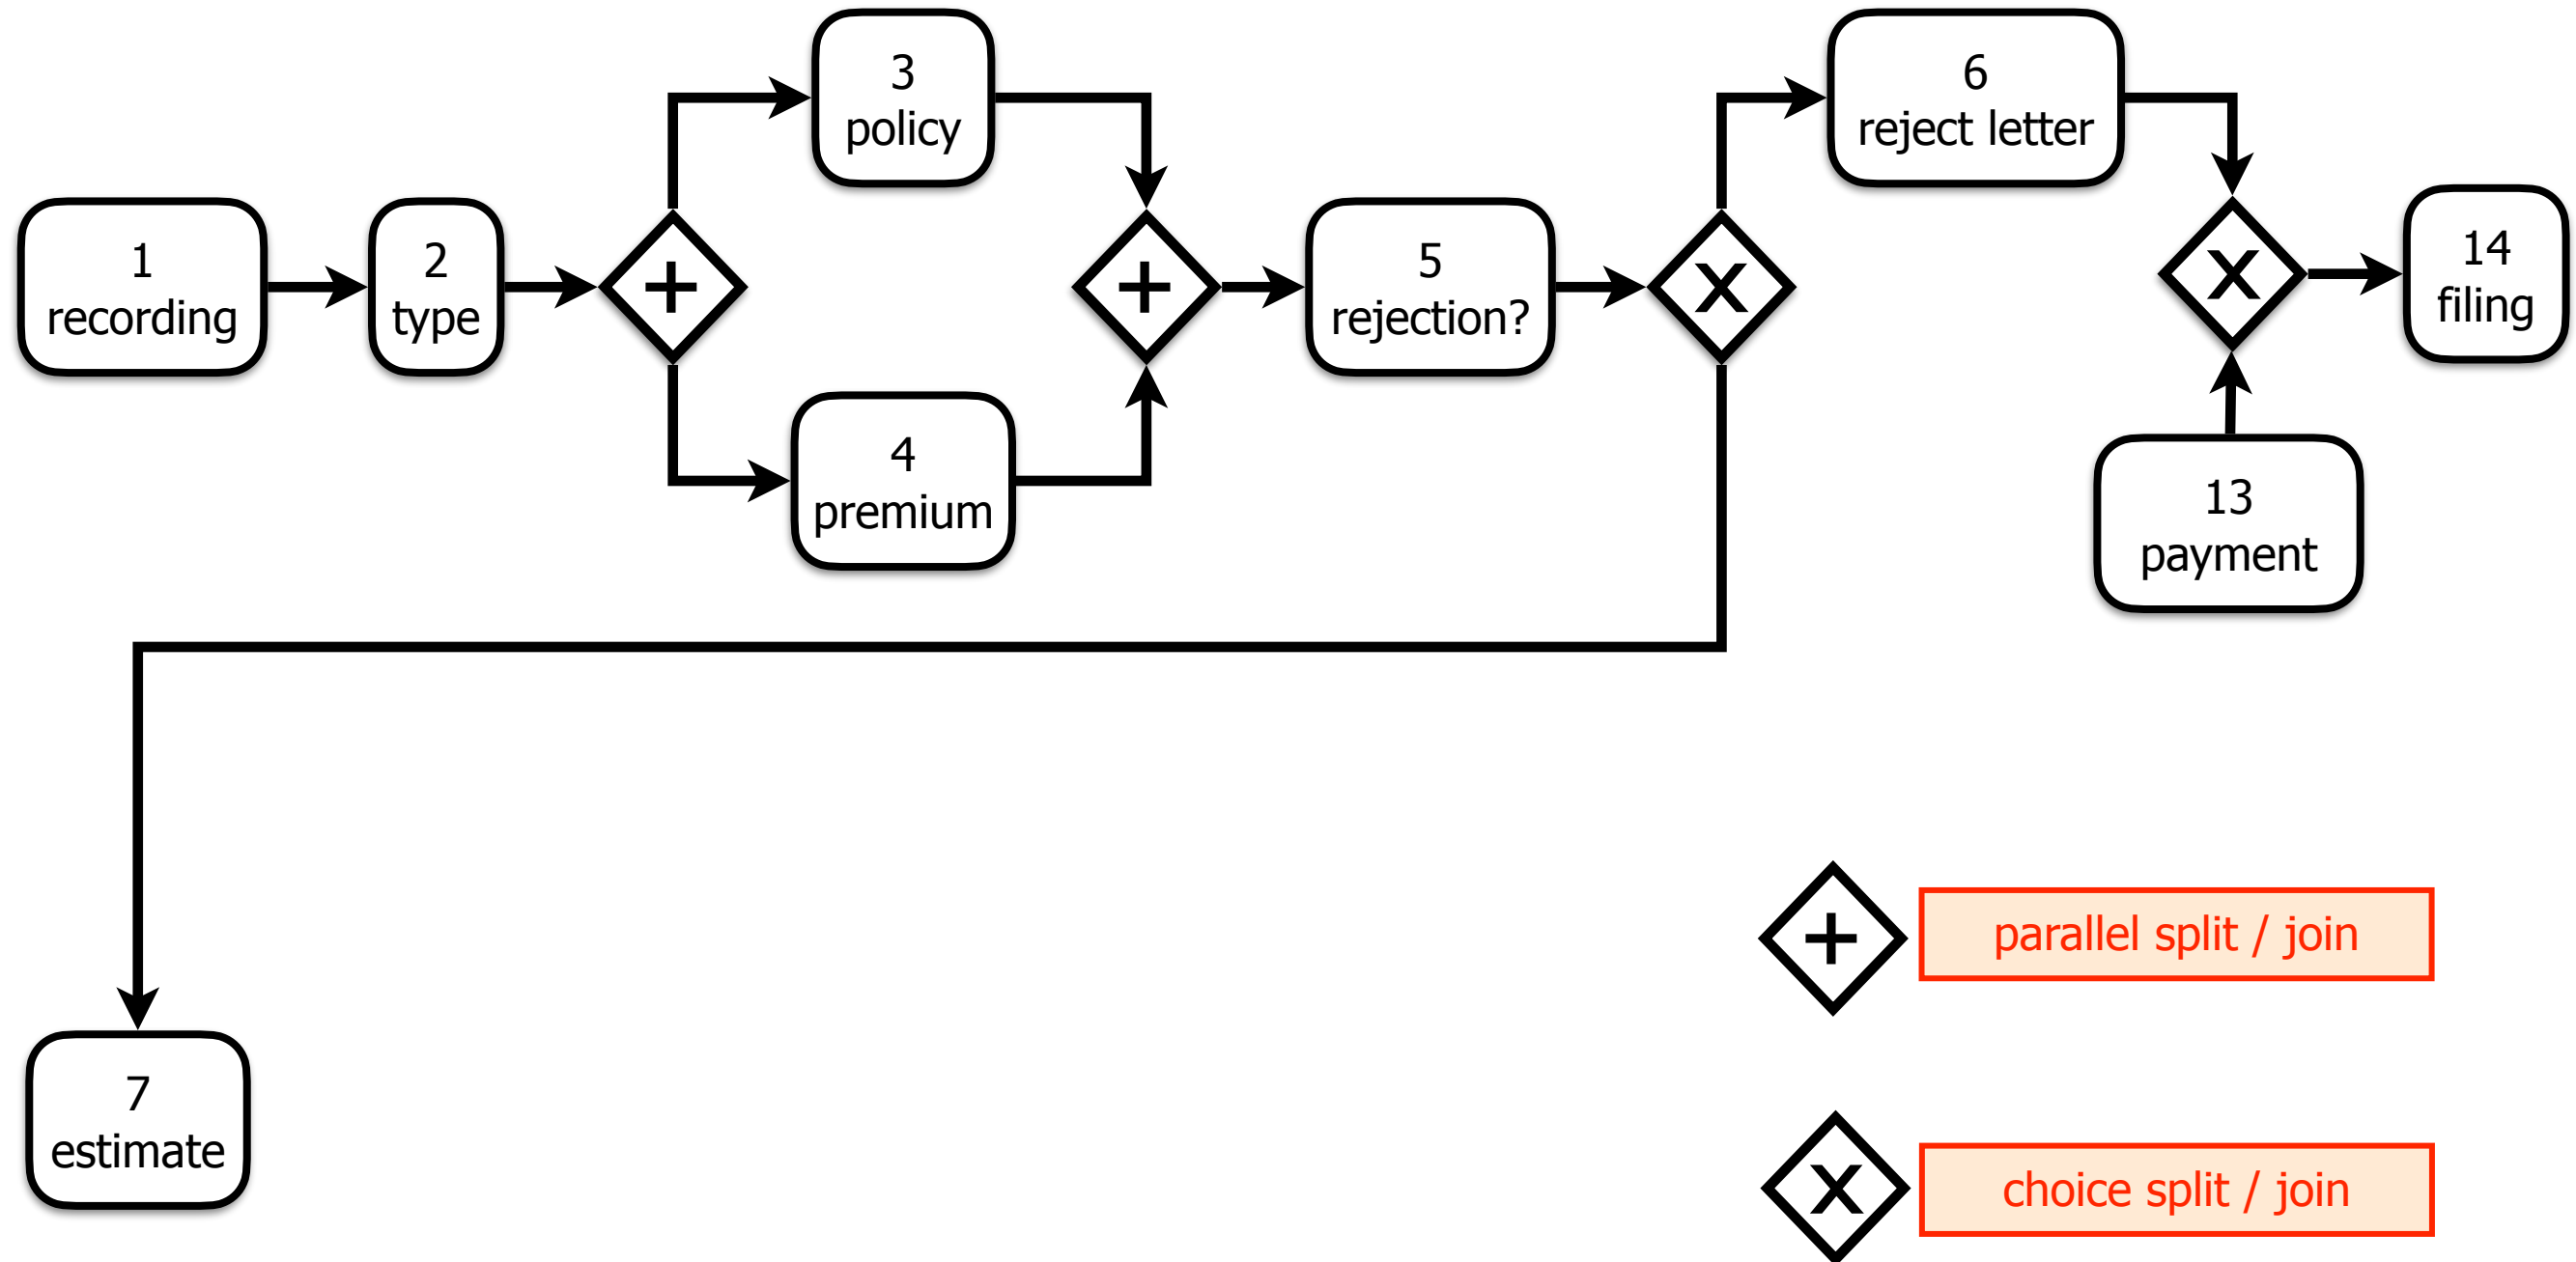 1
recording
2
type
3
policy
4
premium
5
rejection?
6
reject letter
14
filing
13
payment
7
estimate
parallel split / join
choice split / join